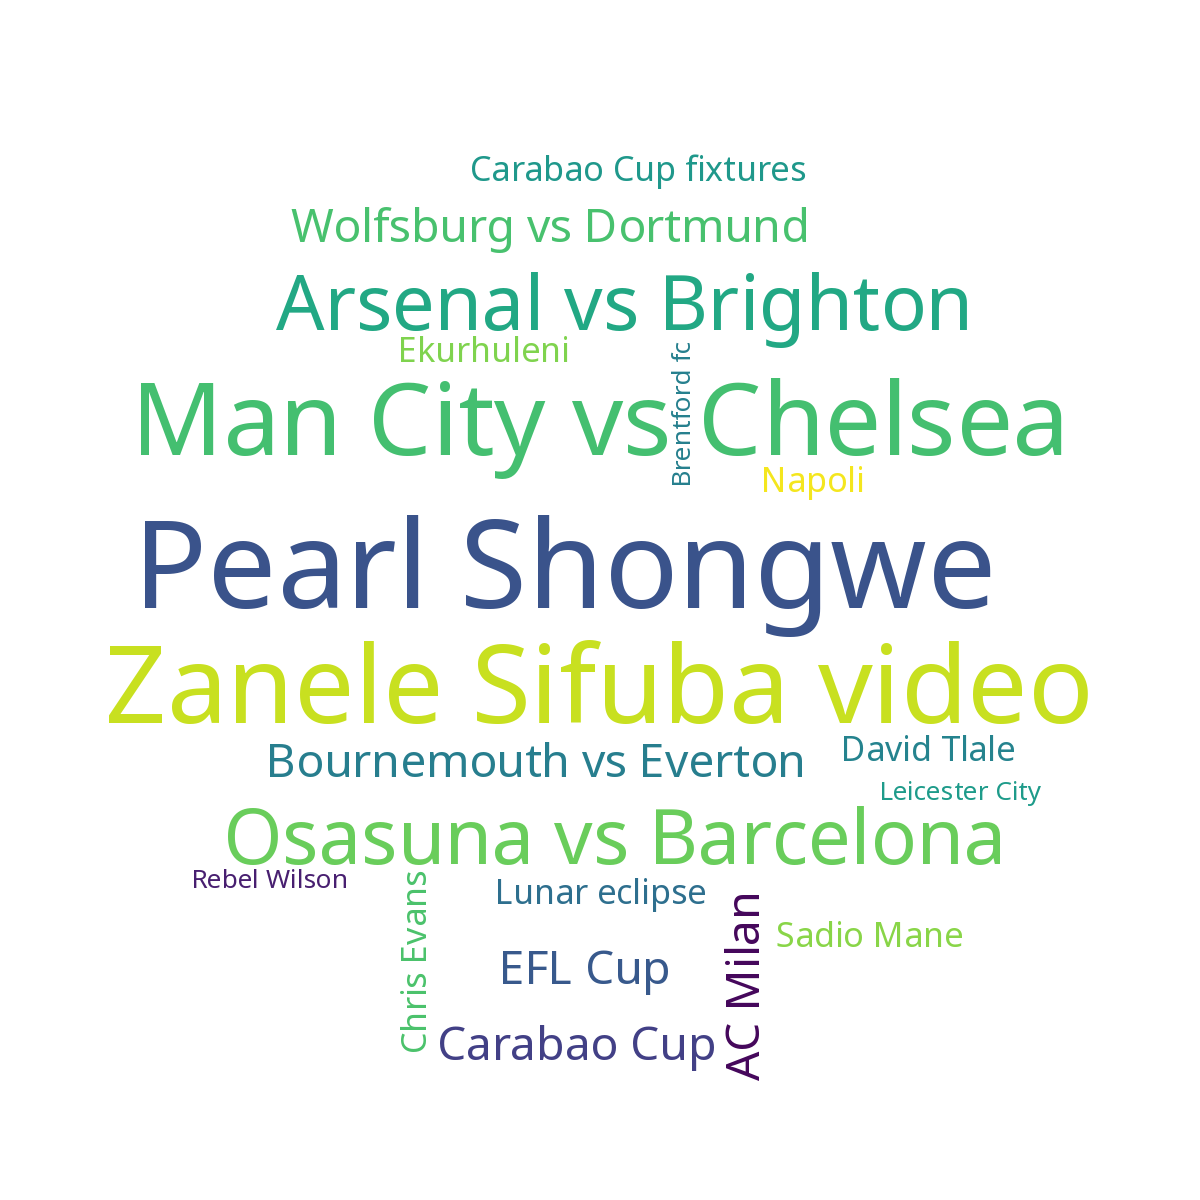 Carabao Cup fixtures
Wolfsburg vs Dortmund
Arsenal vs Brighton
Ekurhuleni
Brentford fc
Man City vs Chelsea
Napoli
Pearl Shongwe
Zanele Sifuba video
Bournemouth vs Everton
David Tlale
Leicester City
Osasuna vs Barcelona
Rebel Wilson
Chris Evans
Lunar eclipse
AC Milan
Sadio Mane
EFL Cup
Carabao Cup